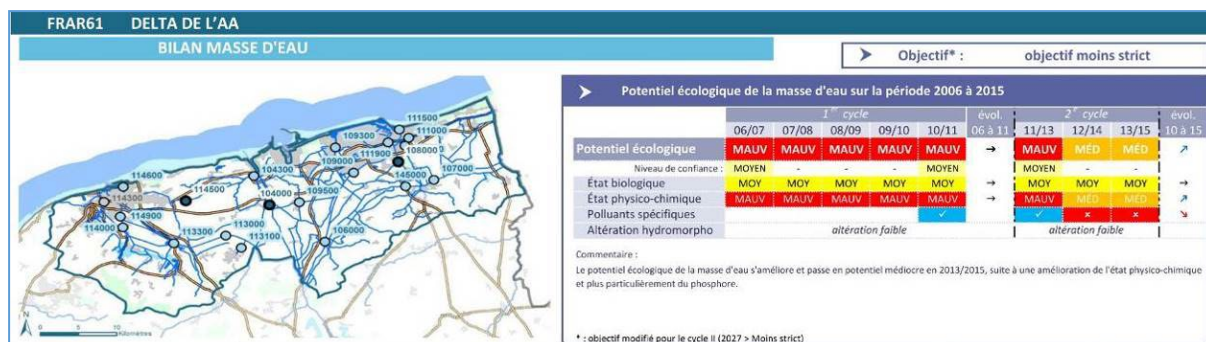 FRAR61 DELTA DE L'AA
BILAN MASSE D'EAU
Objectif* : objectif moins strict
111500
109300
111000
111900
108000
109000
107000
104300
145000
114600
114500
109500
104000
114300
114900
113000
114000
113300
113100
106000
N
0 5 10
Kilomètres
Potentiel écologique de la masse d'eau sur la période 2006 à 2015
1er cycle évol. 2e cycle évol.
06/07 07/08 08/09 09/10 10/11 06 à 11 11/13 12/14 13/15 10 à 15
Potentiel écologique MAUV MAUV MAUV MAUV MAUV → MAUV MÉD MÉD ↗
Niveau de confiance : MOYEN - - - MOYEN MOYEN - -
État biologique MOY MOY MOY MOY MOY → MOY MOY MOY →
État physico-chimique MAUV MAUV MAUV MAUV MAUV → MAUV MÉD MÉD ↗
Polluants spécifiques ✓ ✓ × × ↘
Altération hydromorpho altération faible altération faible
Commentaire :
Le potentiel écologique de la masse d'eau s'améliore et passe en potentiel médiocre en 2013/2015, suite à une amélioration de l'état physico-chimique
et plus particulièrement du phosphore.
* : objectif modifié pour le cycle II (2027 > Moins strict)